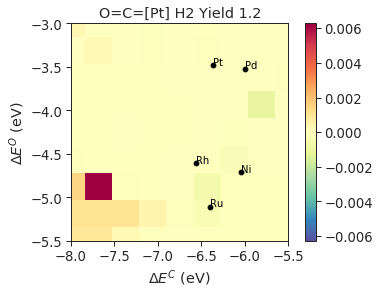 O=C=[Pt] H2 Yield 1.2
−3.0
−3.5
−4.0
−4.5
−5.0
−5.5
ΔE^O (eV)
Pt
Pd
Rh
Ni
Ru
−8.0 −7.5 −7.0 −6.5 −6.0 −5.5
ΔE^C (eV)
0.006
0.004
0.002
0.000
−0.002
−0.004
−0.006